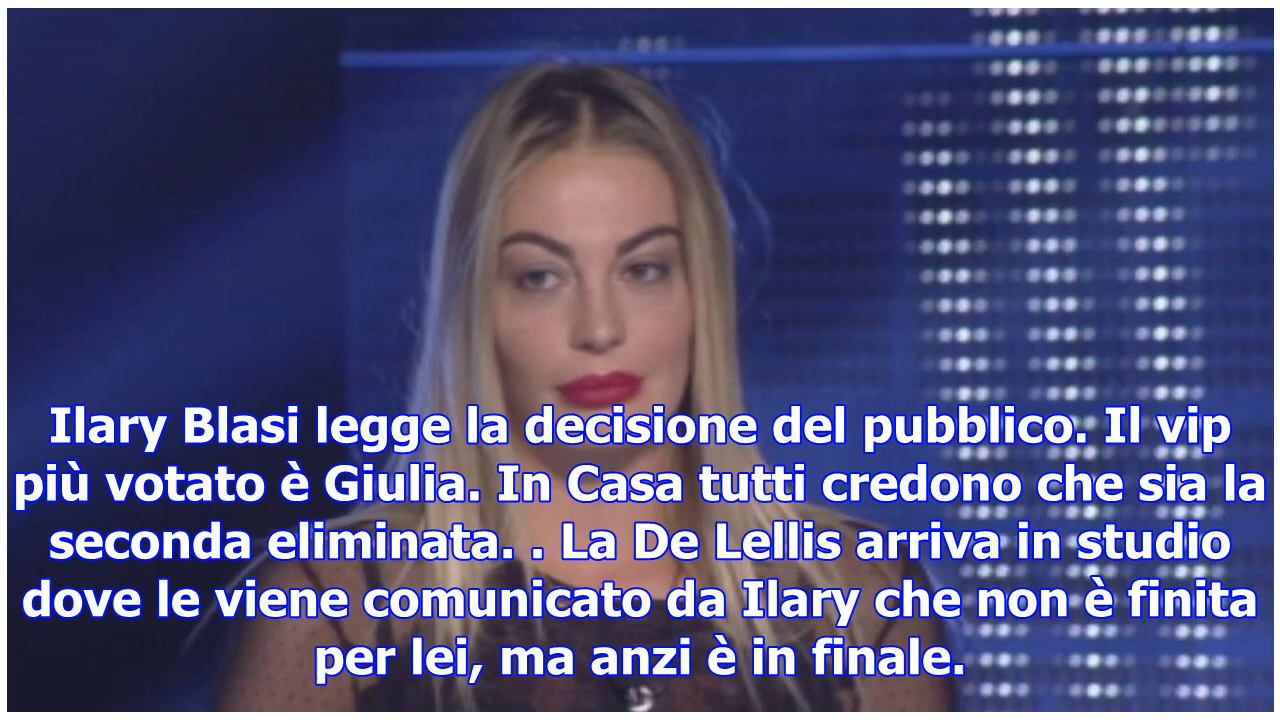 Ilary Blasi legge la decisione del pubblico. Il vip
più votato è Giulia. In Casa tutti credono che sia la
seconda eliminata. . La De Lellis arriva in studio
dove le viene comunicato da Ilary che non è finita
per lei, ma anzi è in finale.